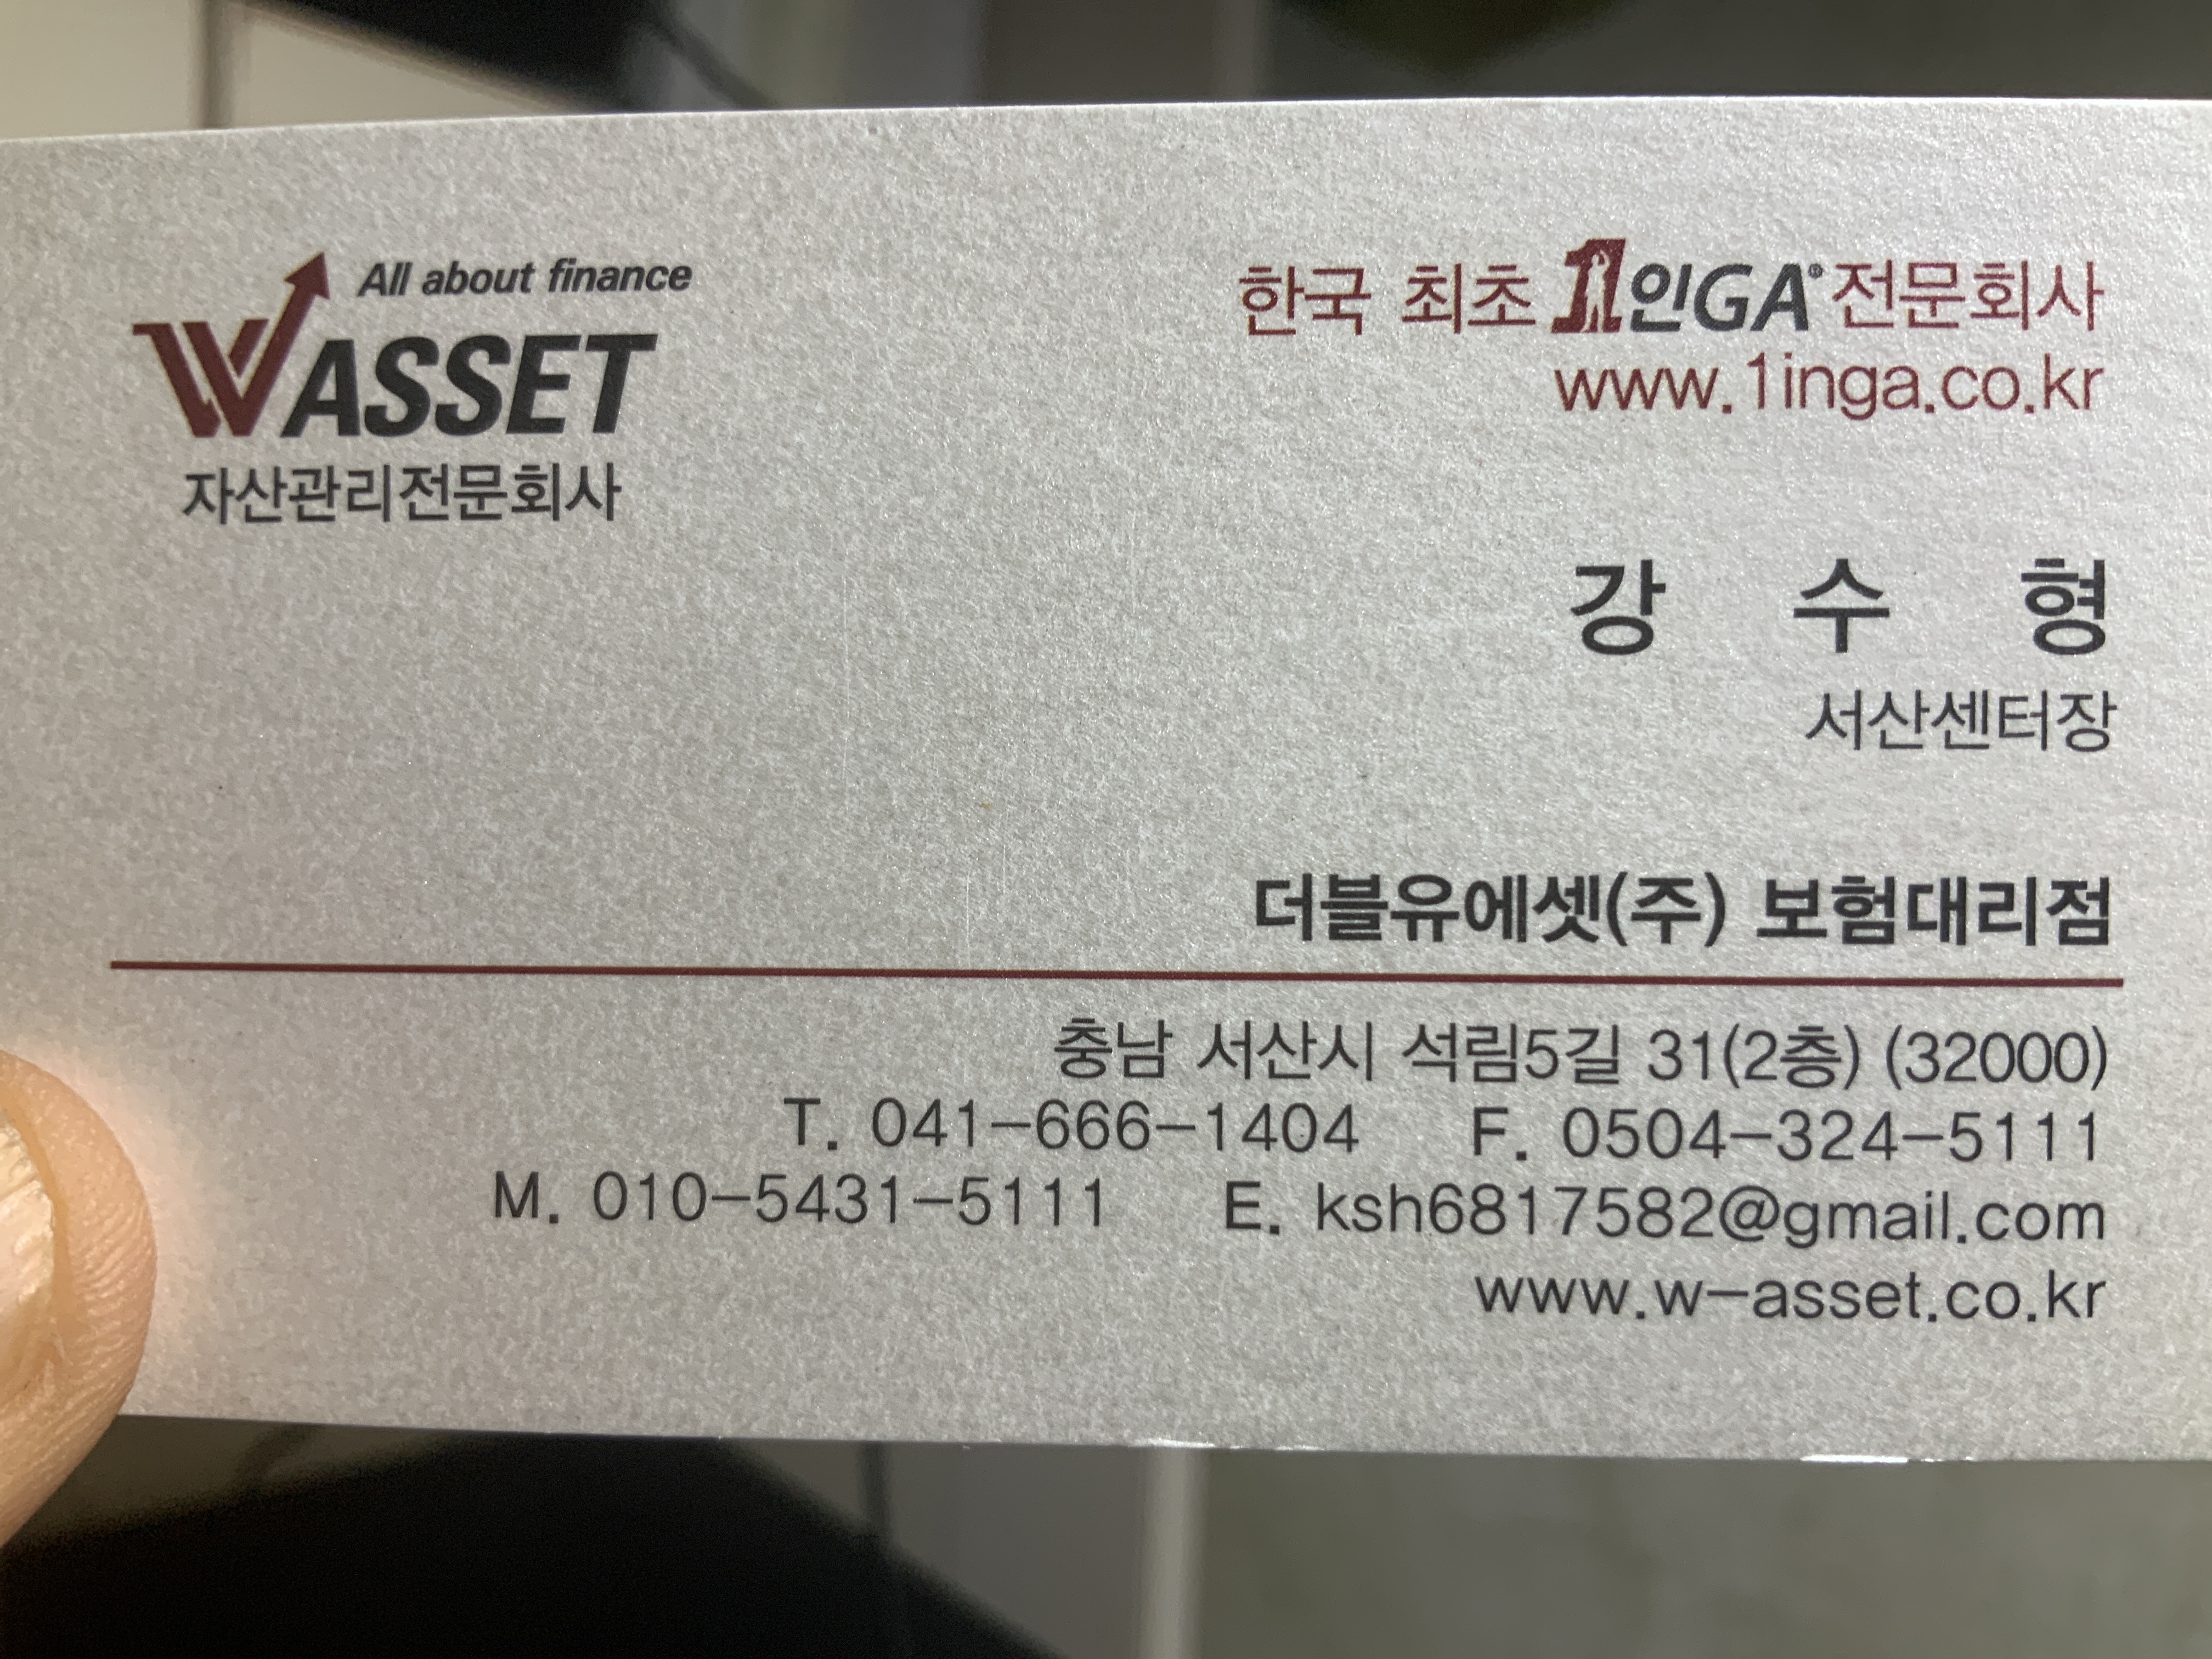 All about finance
WASSET
자산관리전문회사
한국 최초 1인GA® 전문회사
www.1inga.co.kr
강 수 형
서산센터장
더블유에셋(주) 보험대리점
충남 서산시 석림5길 31(2층) (32000)
T. 041-666-1404 F. 0504-324-5111
M. 010-5431-5111 E. ksh6817582@gmail.com
www.w-asset.co.kr